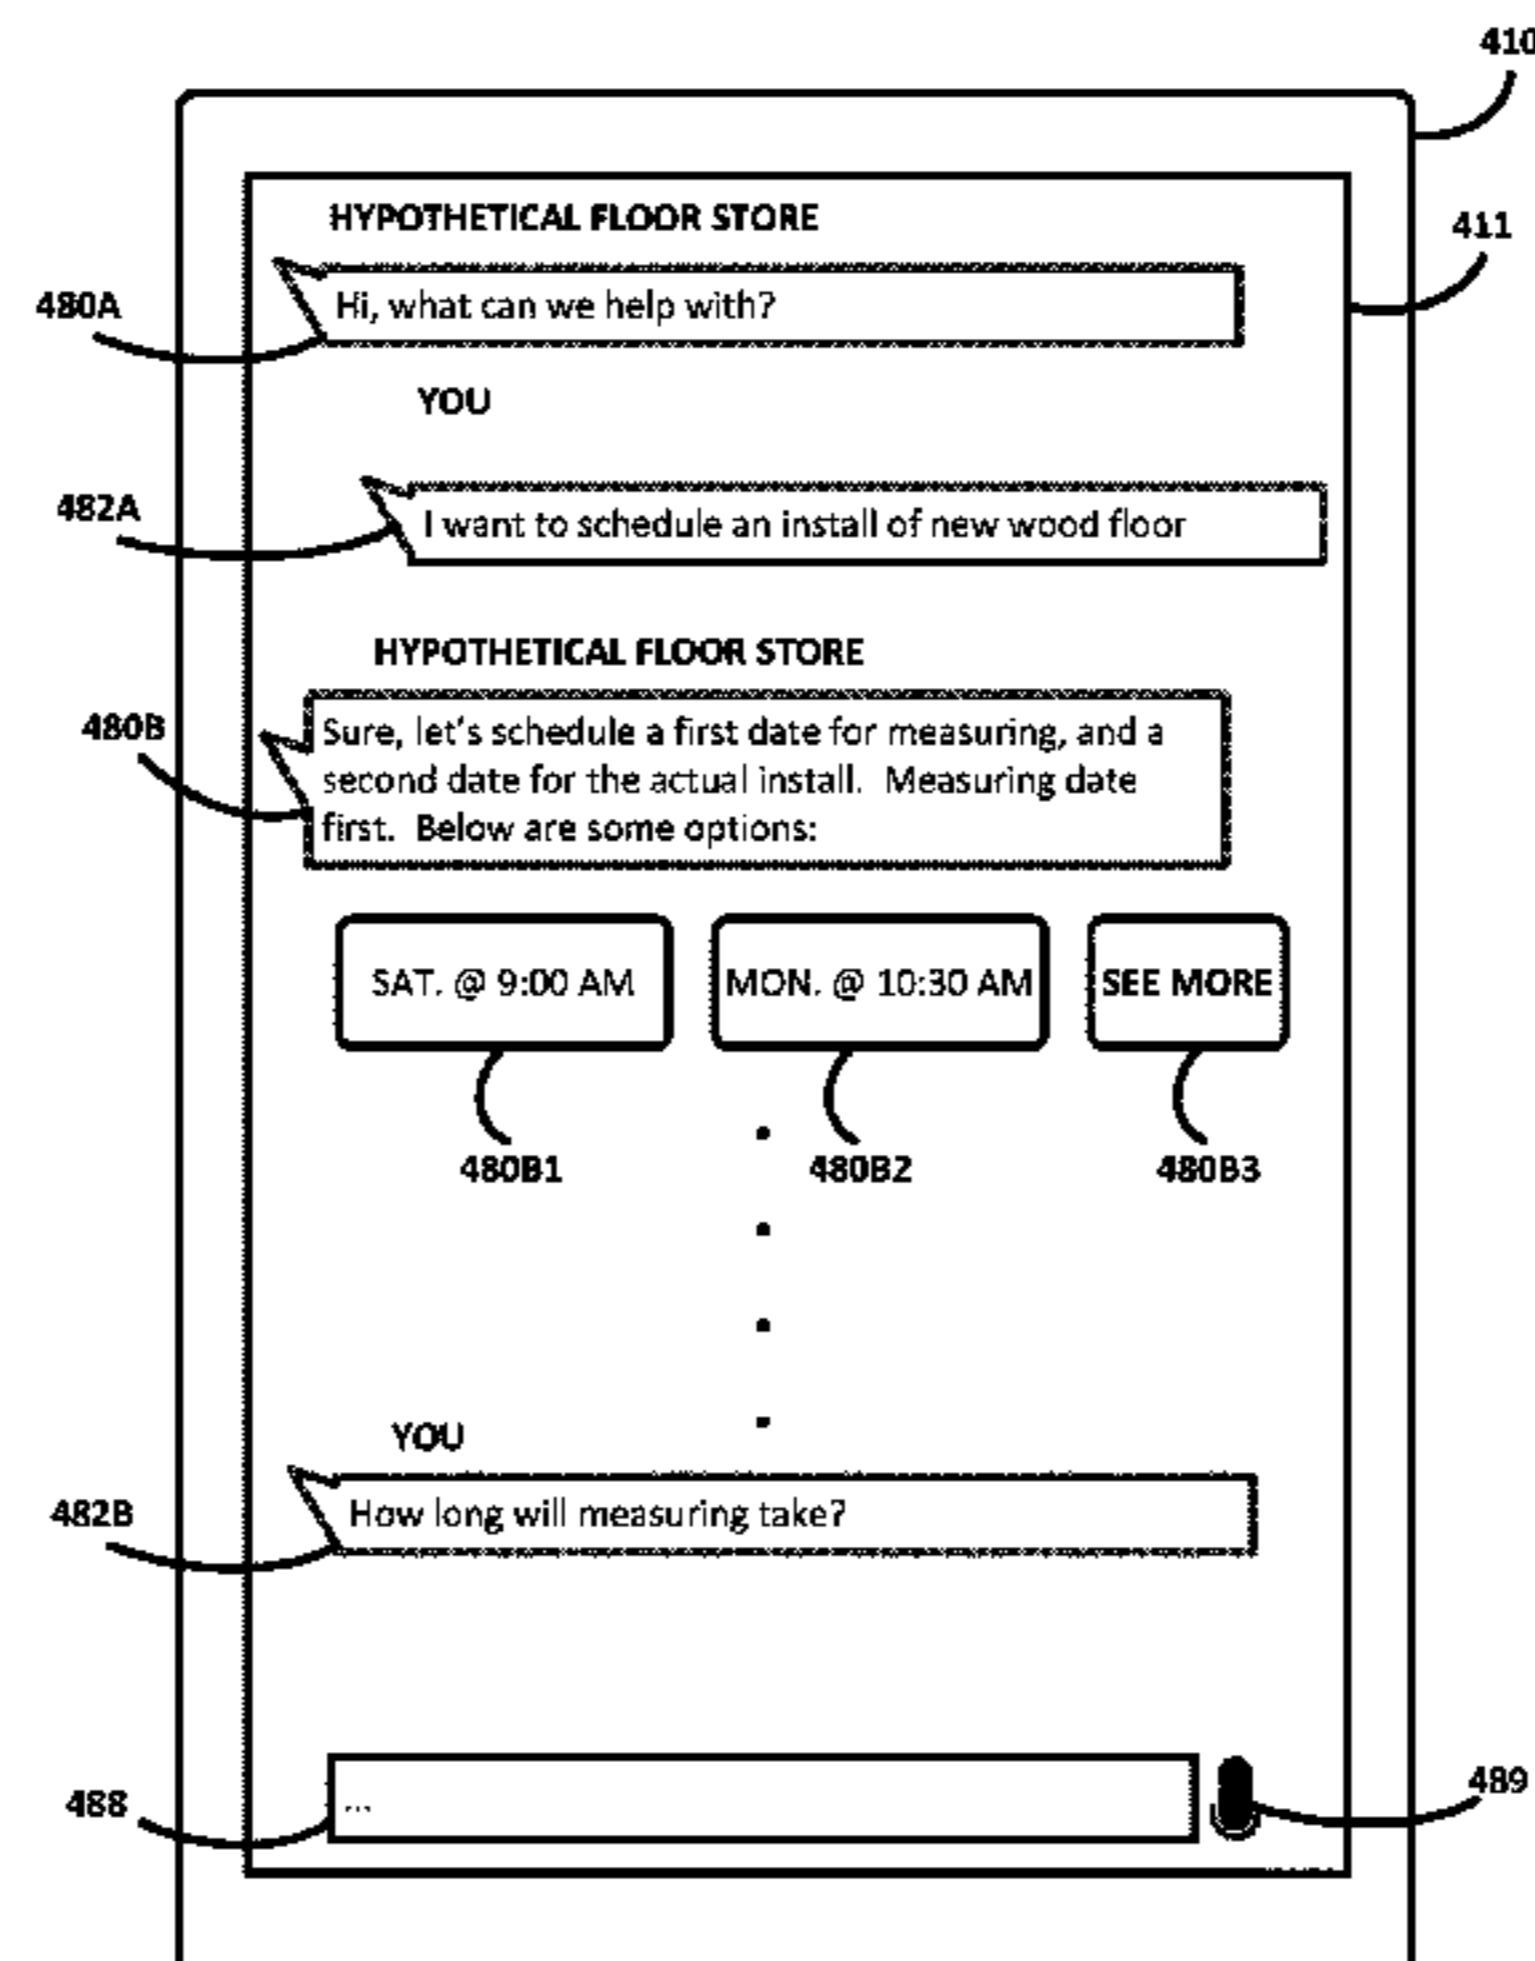 410
HYPOTHETICAL FLOOR STORE
411
480A
Hi, what can we help with?
YOU
482A
I want to schedule an install of new wood floor
HYPOTHETICAL FLOOR STORE
480B
Sure, let's schedule a first date for measuring, and a
second date for the actual install.  Measuring date
first.  Below are some options:
SAT. @ 9:00 AM
MON. @ 10:30 AM
SEE MORE
480B1
480B2
480B3
YOU
482B
How long will measuring take?
488
...
489